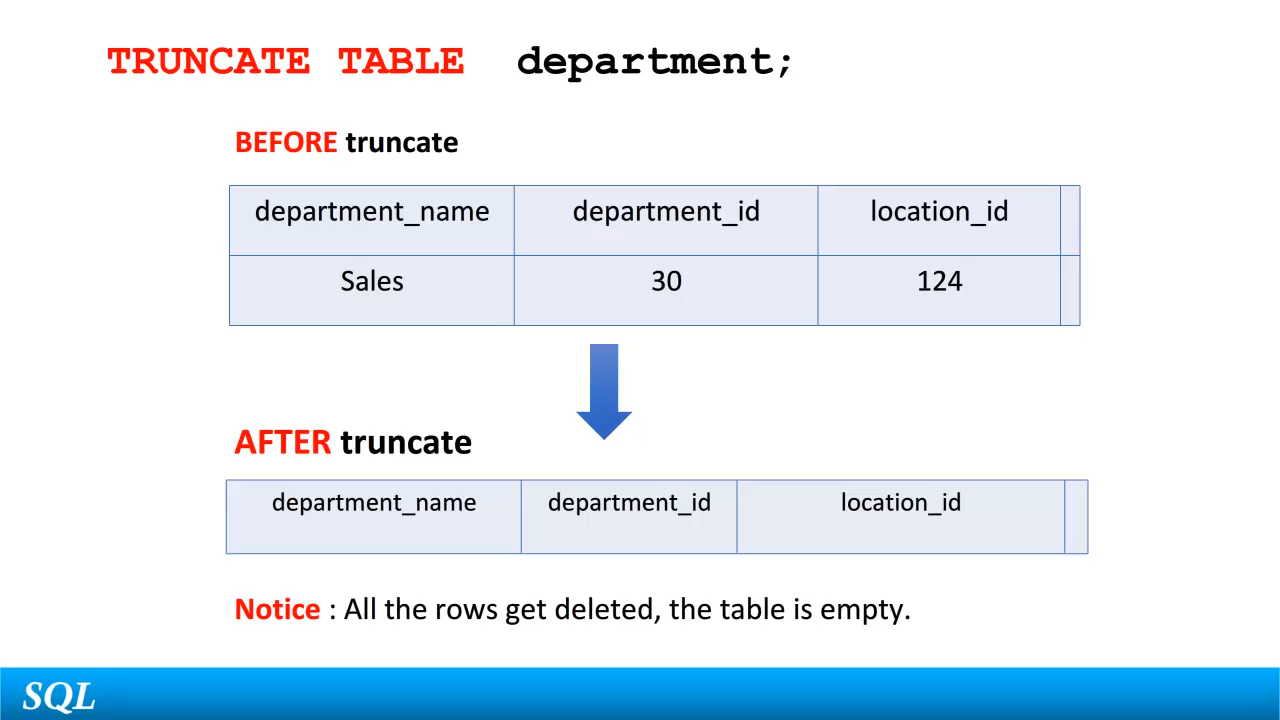 TRUNCATE TABLE department;
BEFORE truncate
department_name department_id location_id
Sales 30 124
AFTER truncate
department_name department_id location_id
Notice : All the rows get deleted, the table is empty.
SQL